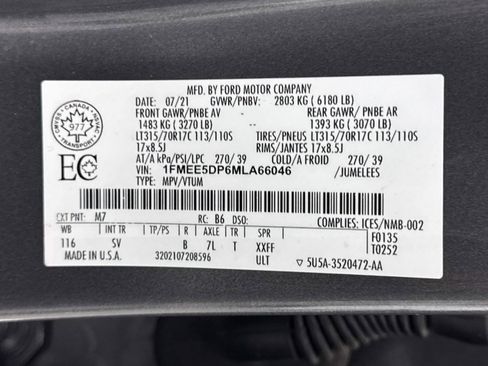 MFD. BY FORD MOTOR COMPANY
DATE: 07/21 GVWR/PNBV: 2803 KG ( 6180 LB)
FRONT GAWR/ PNBE AV REAR GAWR/ PNBE AR
1483 KG ( 3270 LB) 1393 KG ( 3070 LB)
LT315/70R17C 113/110S TIRES/PNEUS LT315/70R17C 113/110S
17x8.5J RIMS/JANTES 17x8.5J
AT/A kPa/PSI/LPC 270/ 39 COLD/A FROID 270/ 39
VIN: 1FMEE5DP6MLA66046 /JUMELEES
TYPE: MPV/VTUM
CANADA
977
TRANSPORT
EC
EXT PNT: M7 RC: B6 DSO: COMPLIES: ICES/NMB-002
WB INT TR TP/PS R AXLE TR SPR F0135
116 SV B 7L T XXFF T0252
MADE IN U.S.A. 3202107208596 ULT 5U5A-3520472-AA